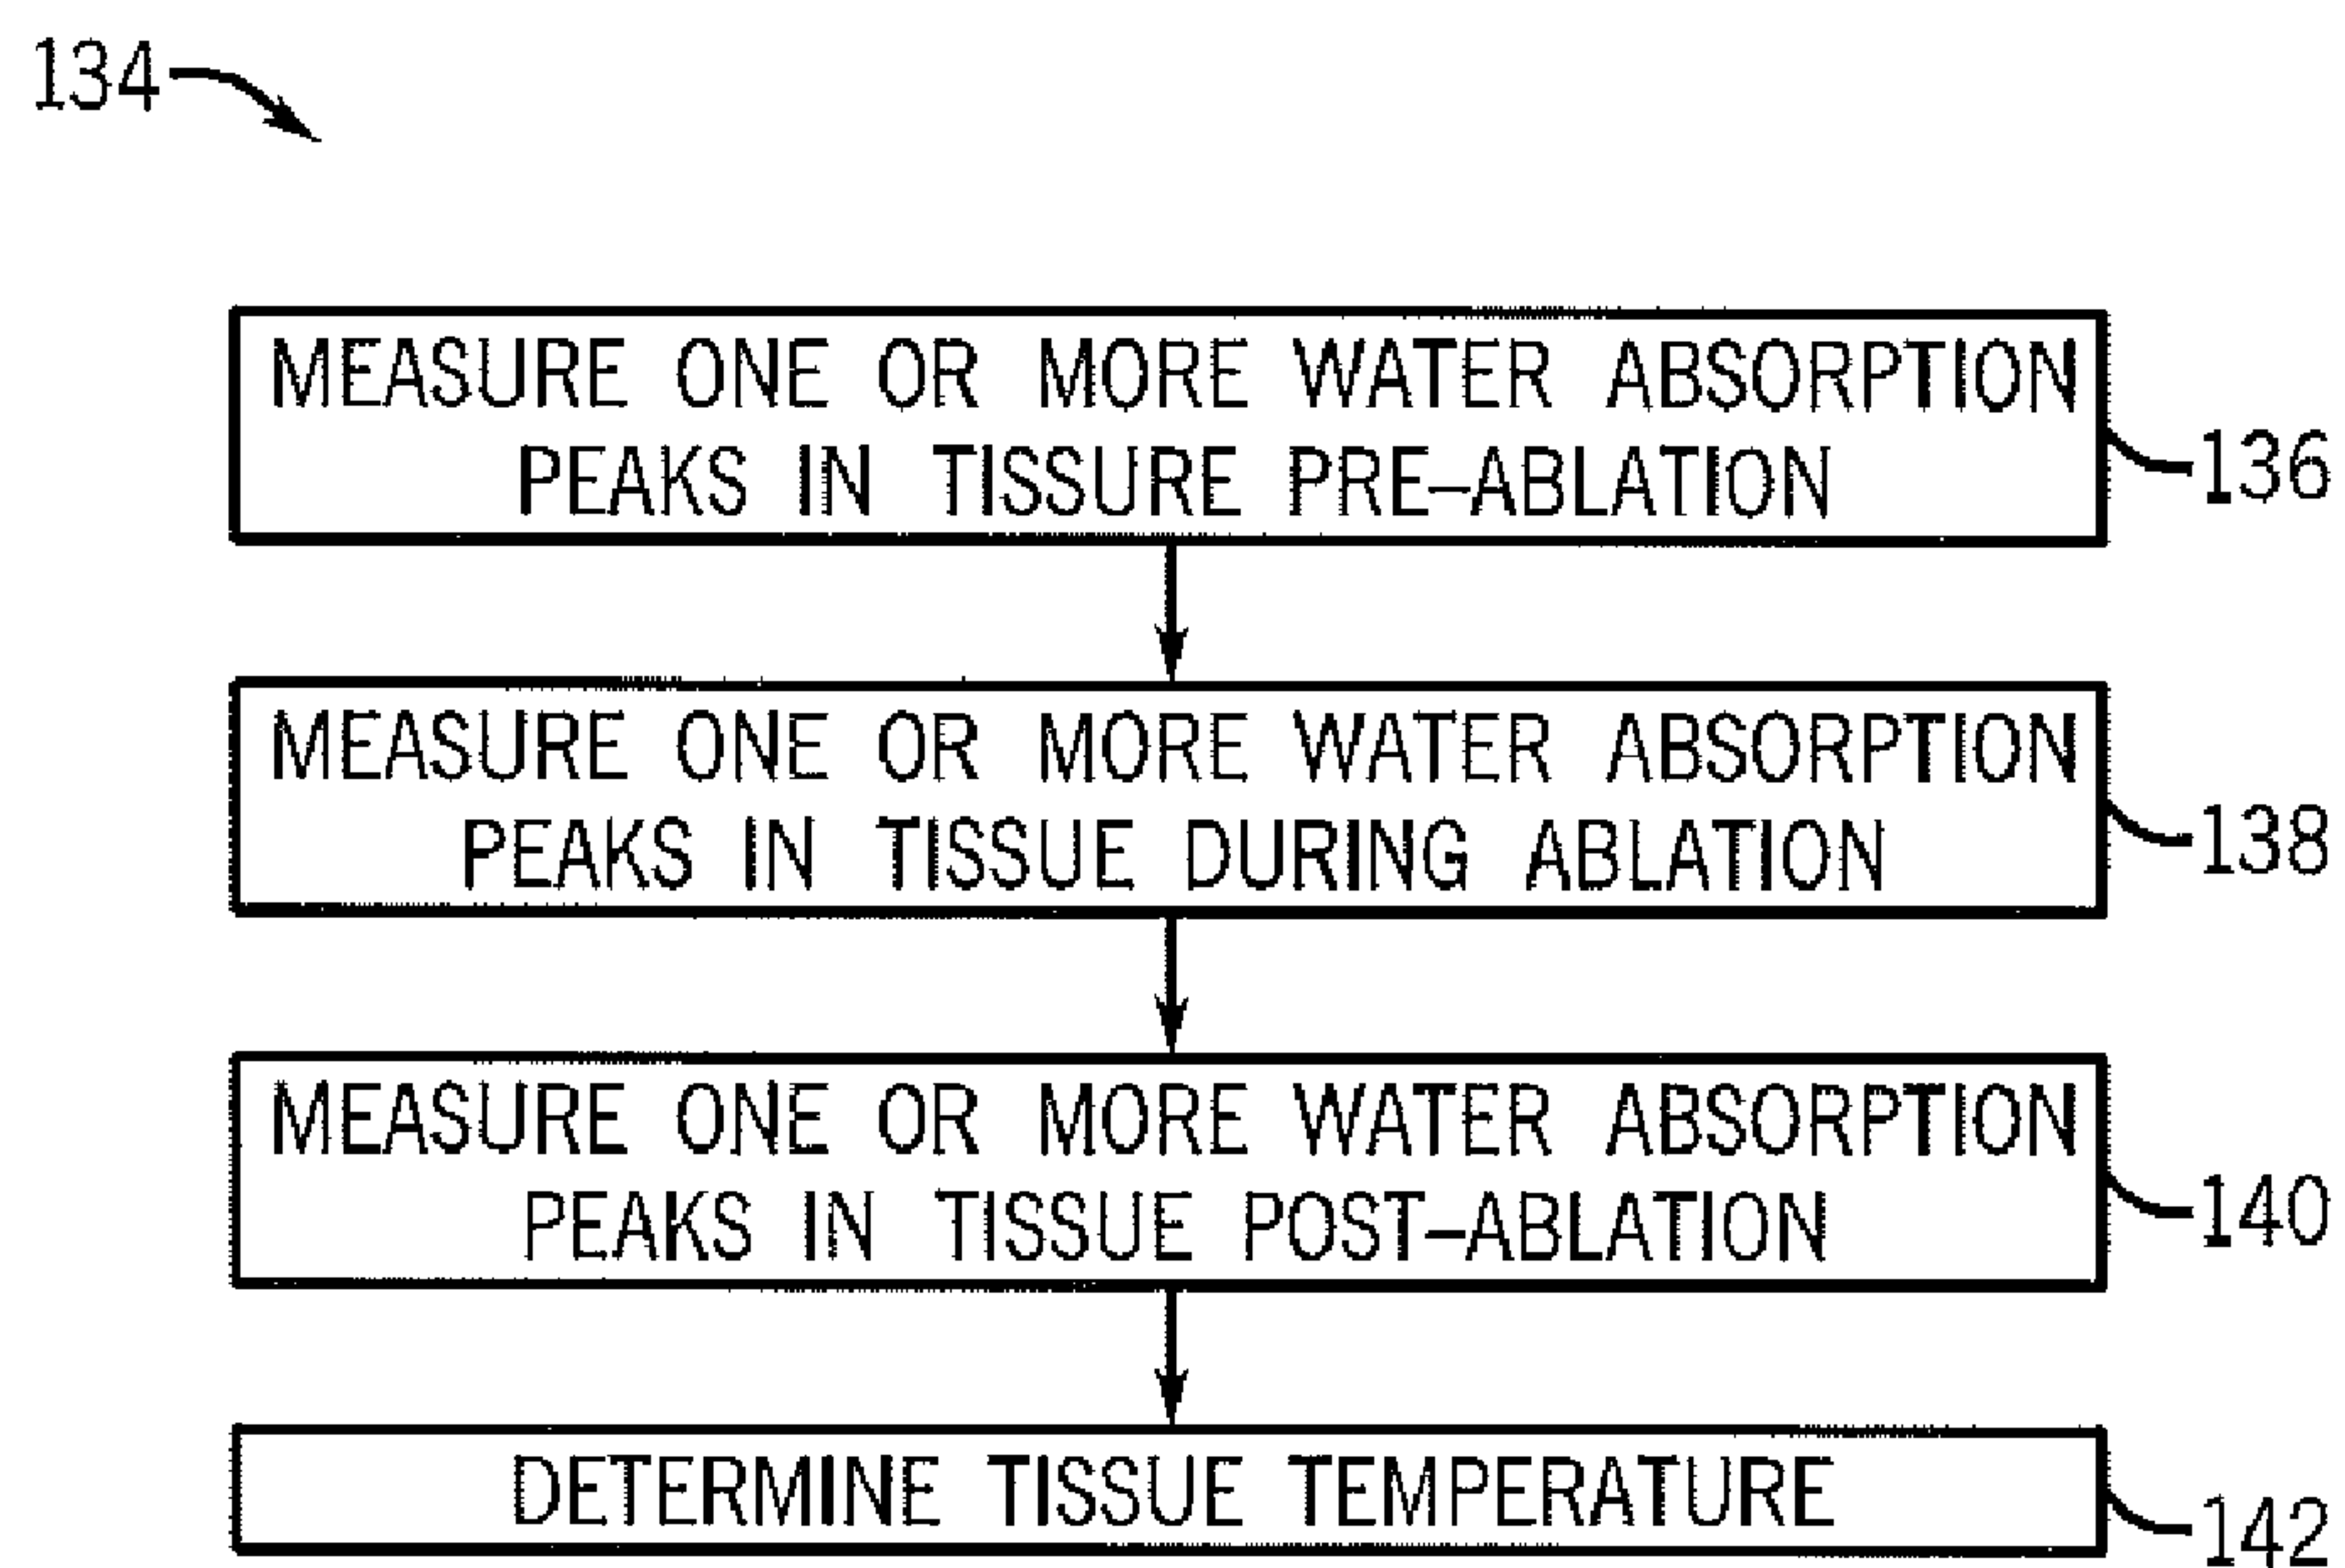 134
MEASURE ONE OR MORE WATER ABSORPTION
PEAKS IN TISSURE PRE-ABLATION
136
MEASURE ONE OR MORE WATER ABSORPTION
PEAKS IN TISSUE DURING ABLATION
138
MEASURE ONE OR MORE WATER ABSORPTION
PEAKS IN TISSUE POST-ABLATION
140
DETERMINE TISSUE TEMPERATURE
142